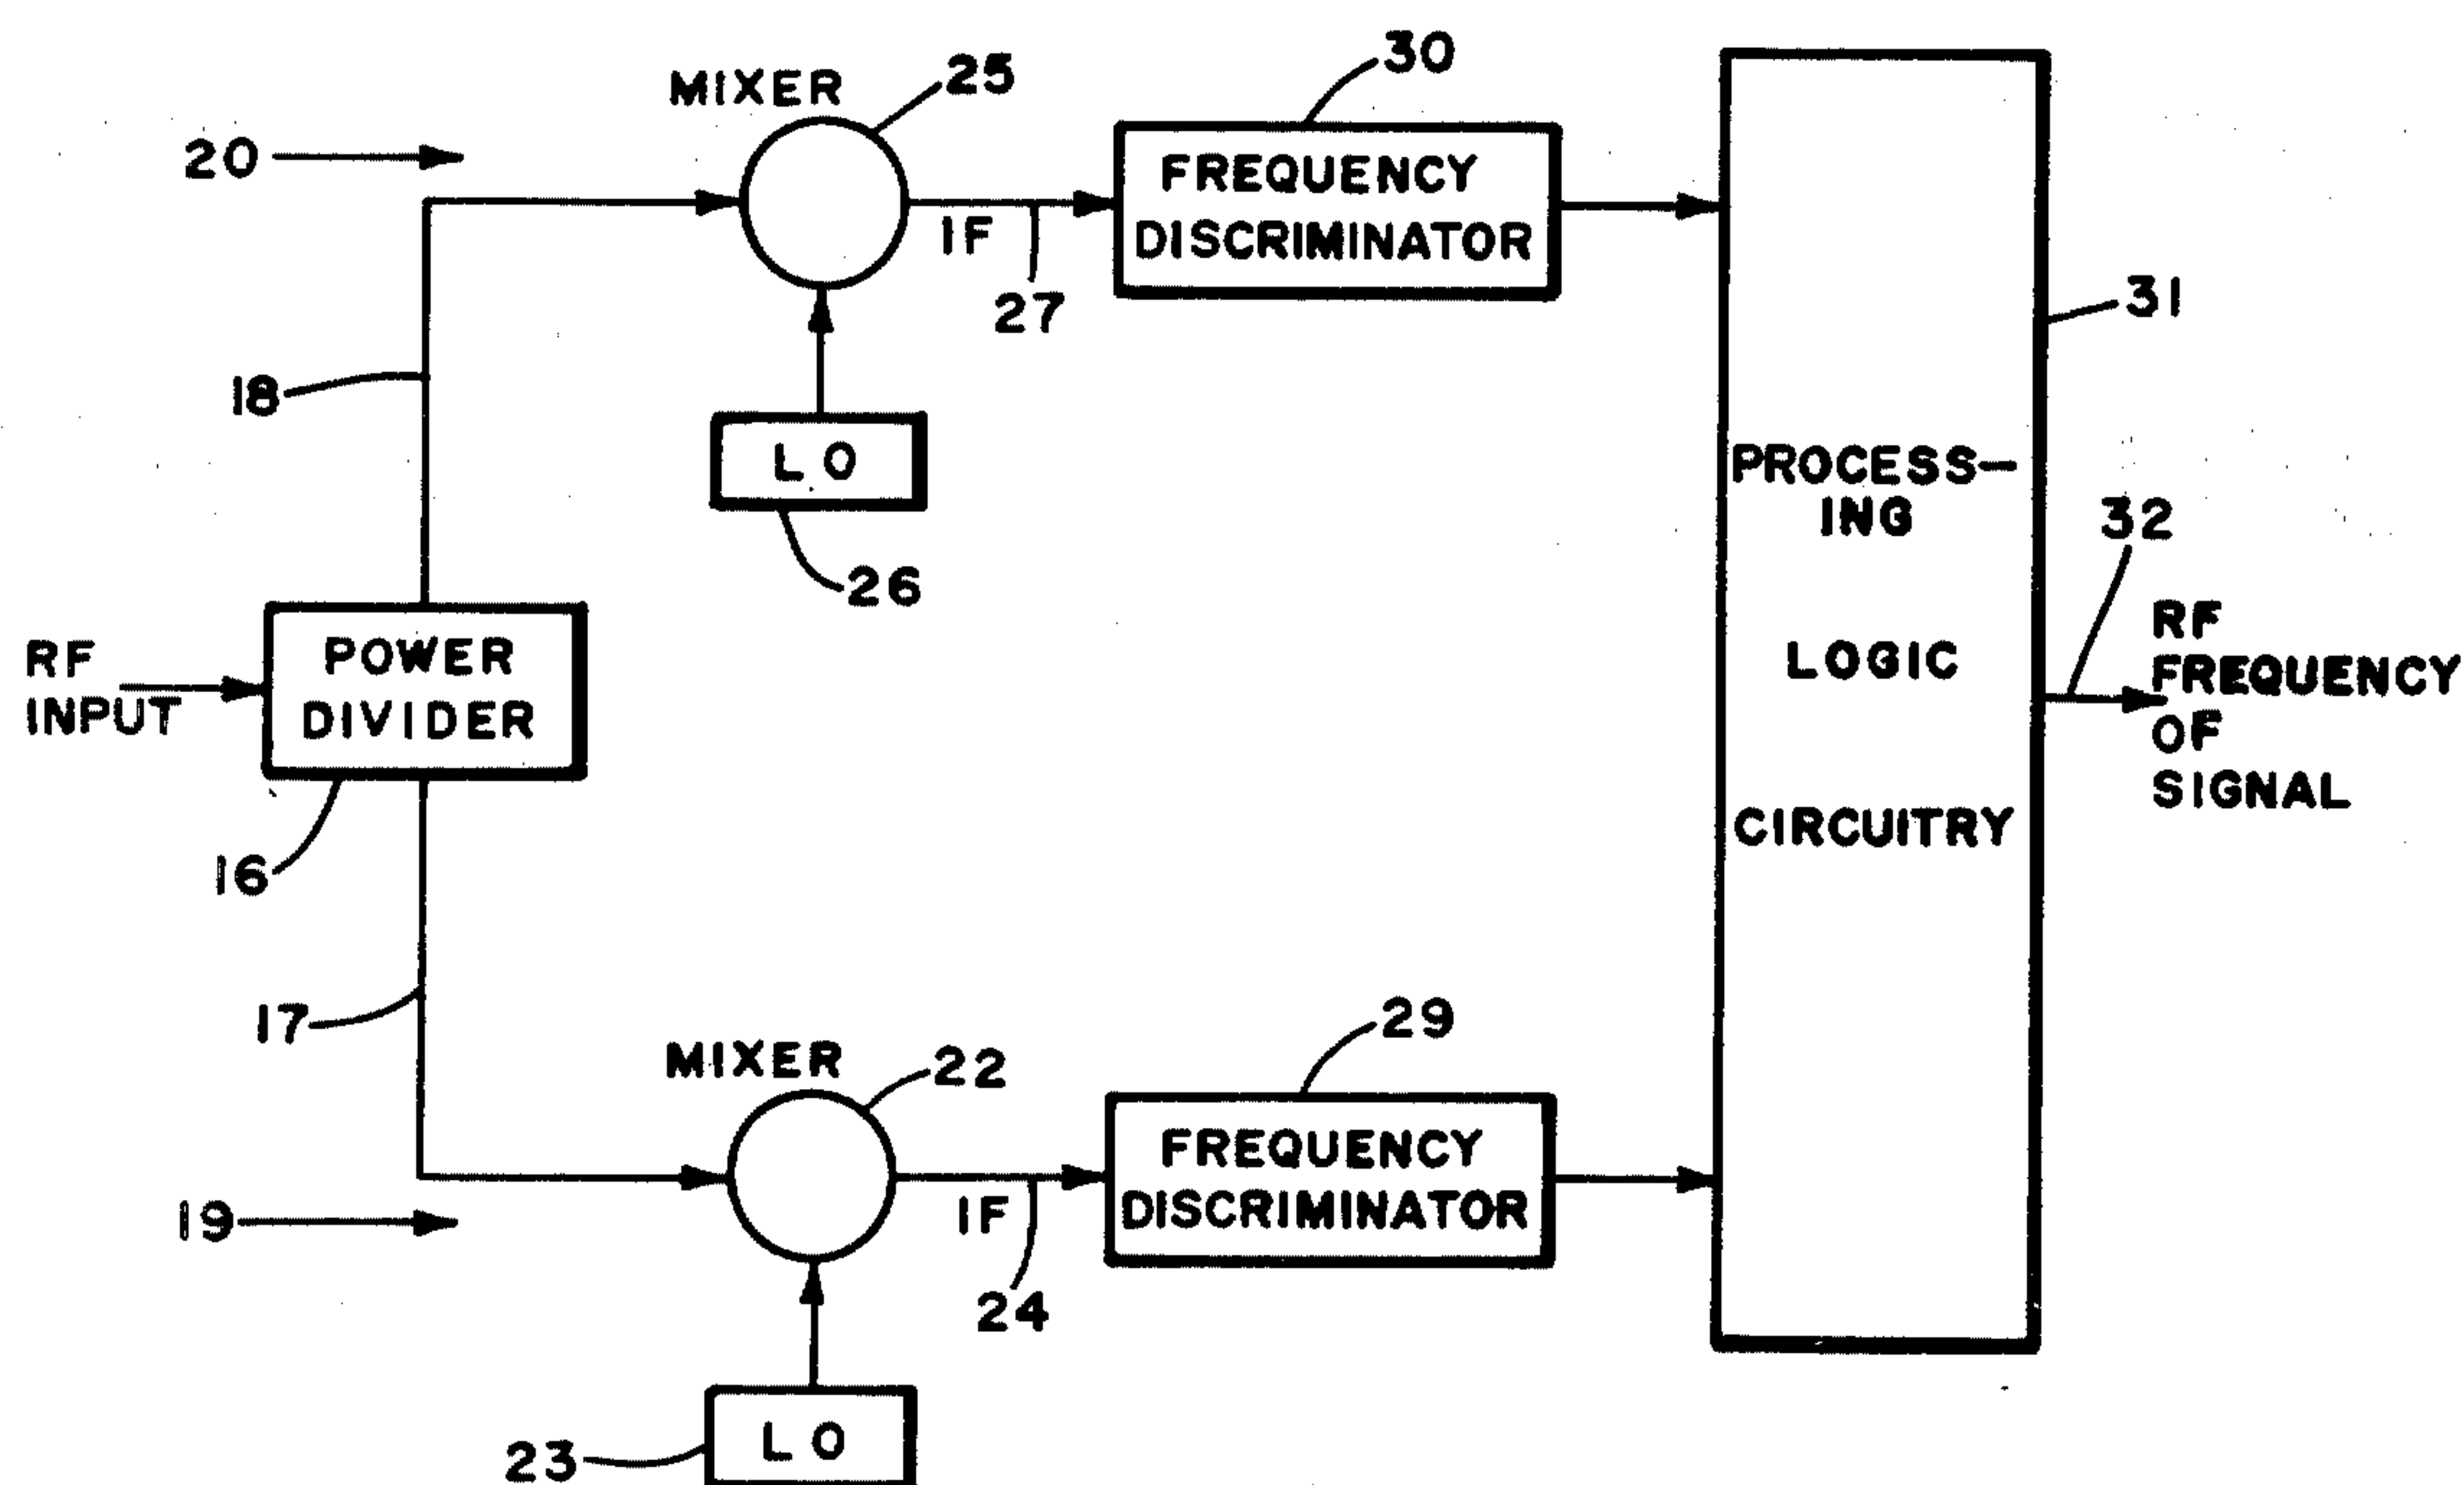 MIXER
25
30
20
FREQUENCY
DISCRIMINATOR
IF
27
31
18
LO
26
PROCESS-
ING
LOGIC
CIRCUITRY
32
RF
FREQUENCY
OF
SIGNAL
RF
INPUT
POWER
DIVIDER
16
17
MIXER
22
29
FREQUENCY
DISCRIMINATOR
IF
24
19
23
LO